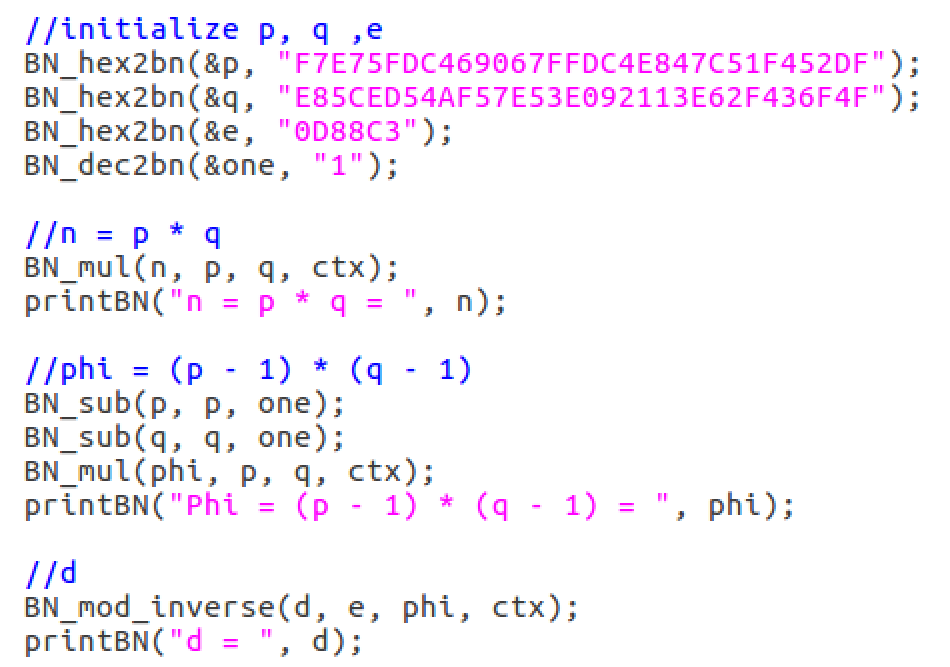 //initialize p, q ,e
BN_hex2bn(&p, "F7E75FDC469067FFDC4E847C51F452DF");
BN_hex2bn(&q, "E85CED54AF57E53E092113E62F436F4F");
BN_hex2bn(&e, "0D88C3");
BN_dec2bn(&one, "1");
//n = p * q
BN_mul(n, p, q, ctx);
printBN("n = p * q = ", n);
//phi = (p - 1) * (q - 1)
BN_sub(p, p, one);
BN_sub(q, q, one);
BN_mul(phi, p, q, ctx);
printBN("Phi = (p - 1) * (q - 1) = ", phi);
//d
BN_mod_inverse(d, e, phi, ctx);
printBN("d = ", d);